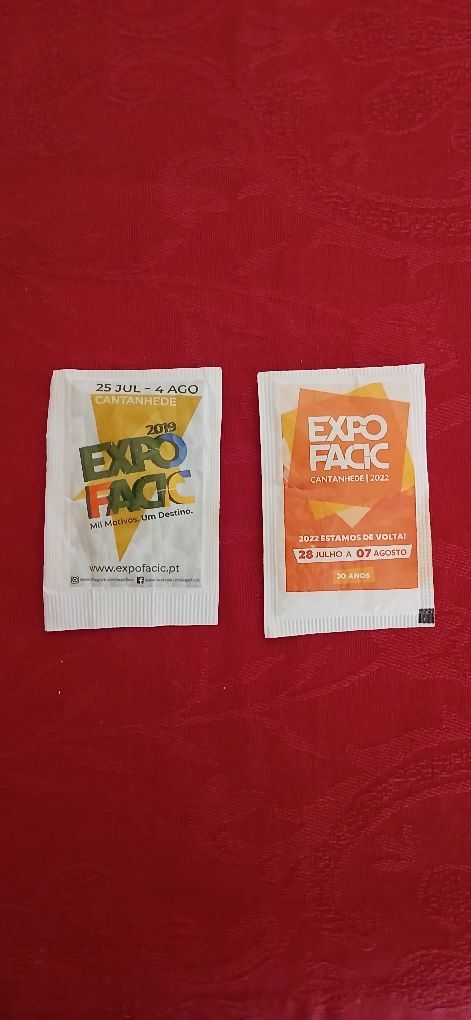 25 JUL - 4 AGO
CANTANHEDE
2019
EXPO
FACIC
Mil Motivos, Um Destino.
www.expofacic.pt
EXPO
FACIC
CANTANHEDE | 2022
2022 ESTAMOS DE VOLTA!
28 JULHO A 07 AGOSTO
30 ANOS